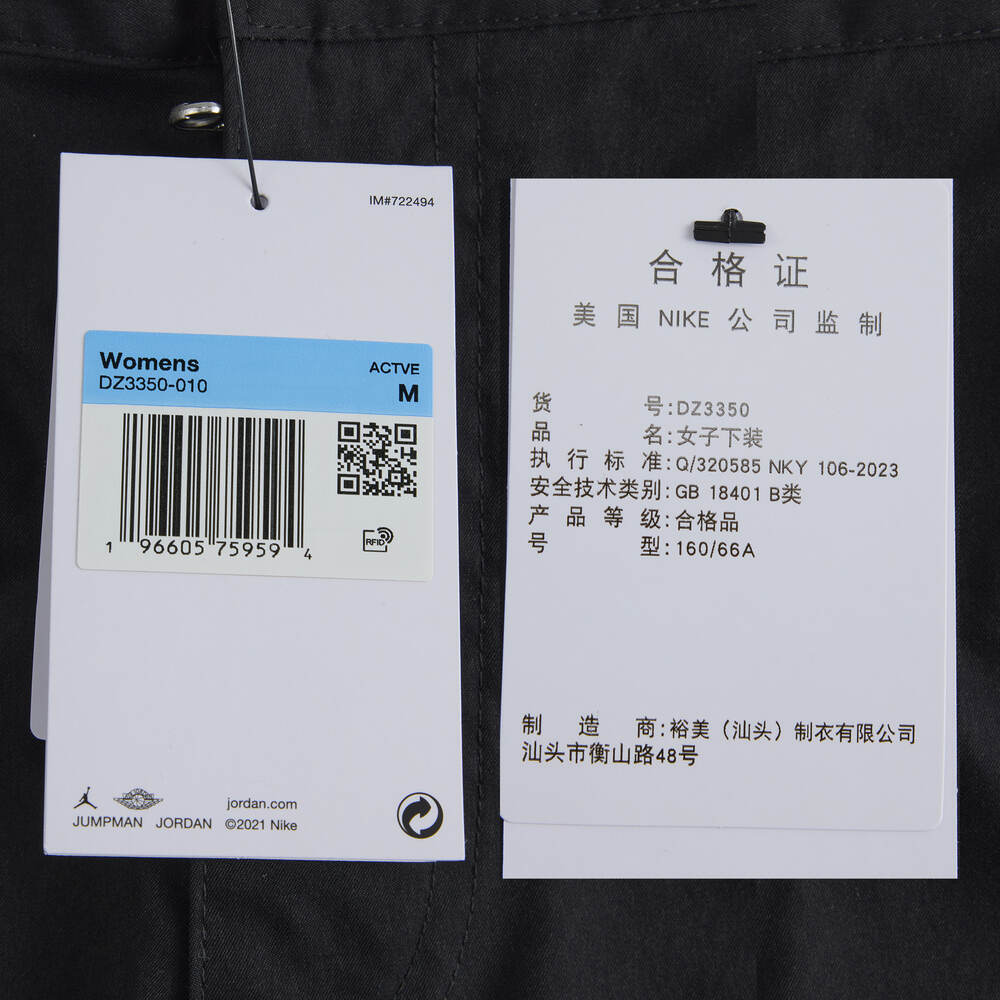 IM#722494
Womens
DZ3350-010
ACTVE
M
RFID
1 96605 75959 4
JUMPMAN JORDAN
jordan.com
©2021 Nike
合格证
美国 NIKE 公司监制
货号:DZ3350
品名:女子下装
执行标准:Q/320585 NKY 106-2023
安全技术类别:GB 18401 B类
产品等级:合格品
号型:160/66A
制造商:裕美（汕头）制衣有限公司
汕头市衡山路48号